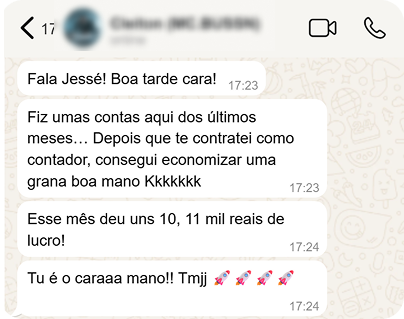 17
Fala Jessé! Boa tarde cara!
17:23
Fiz umas contas aqui dos últimos
meses... Depois que te contratei como
contador, consegui economizar uma
grana boa mano Kkkkkkk
17:23
Esse mês deu uns 10, 11 mil reais de
lucro!
17:24
Tu é o caraaa mano!! Tmjj 🚀🚀🚀🚀
17:24